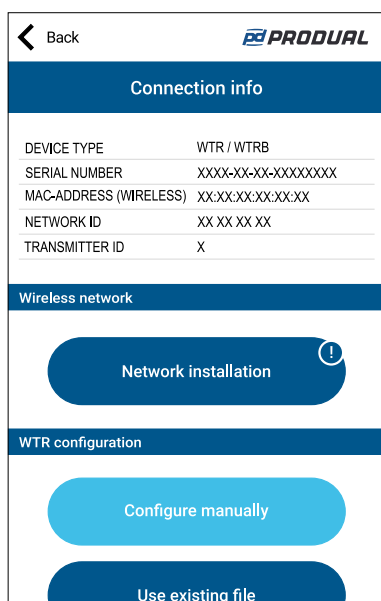 Back
pd PRODUAL
Connection info
DEVICE TYPE WTR / WTRB
SERIAL NUMBER XXXX-XX-XX-XXXXXXXX
MAC-ADDRESS (WIRELESS) XX:XX:XX:XX:XX:XX
NETWORK ID XX XX XX XX
TRANSMITTER ID X
Wireless network
Network installation
!
WTR configuration
Configure manually
Use existing file